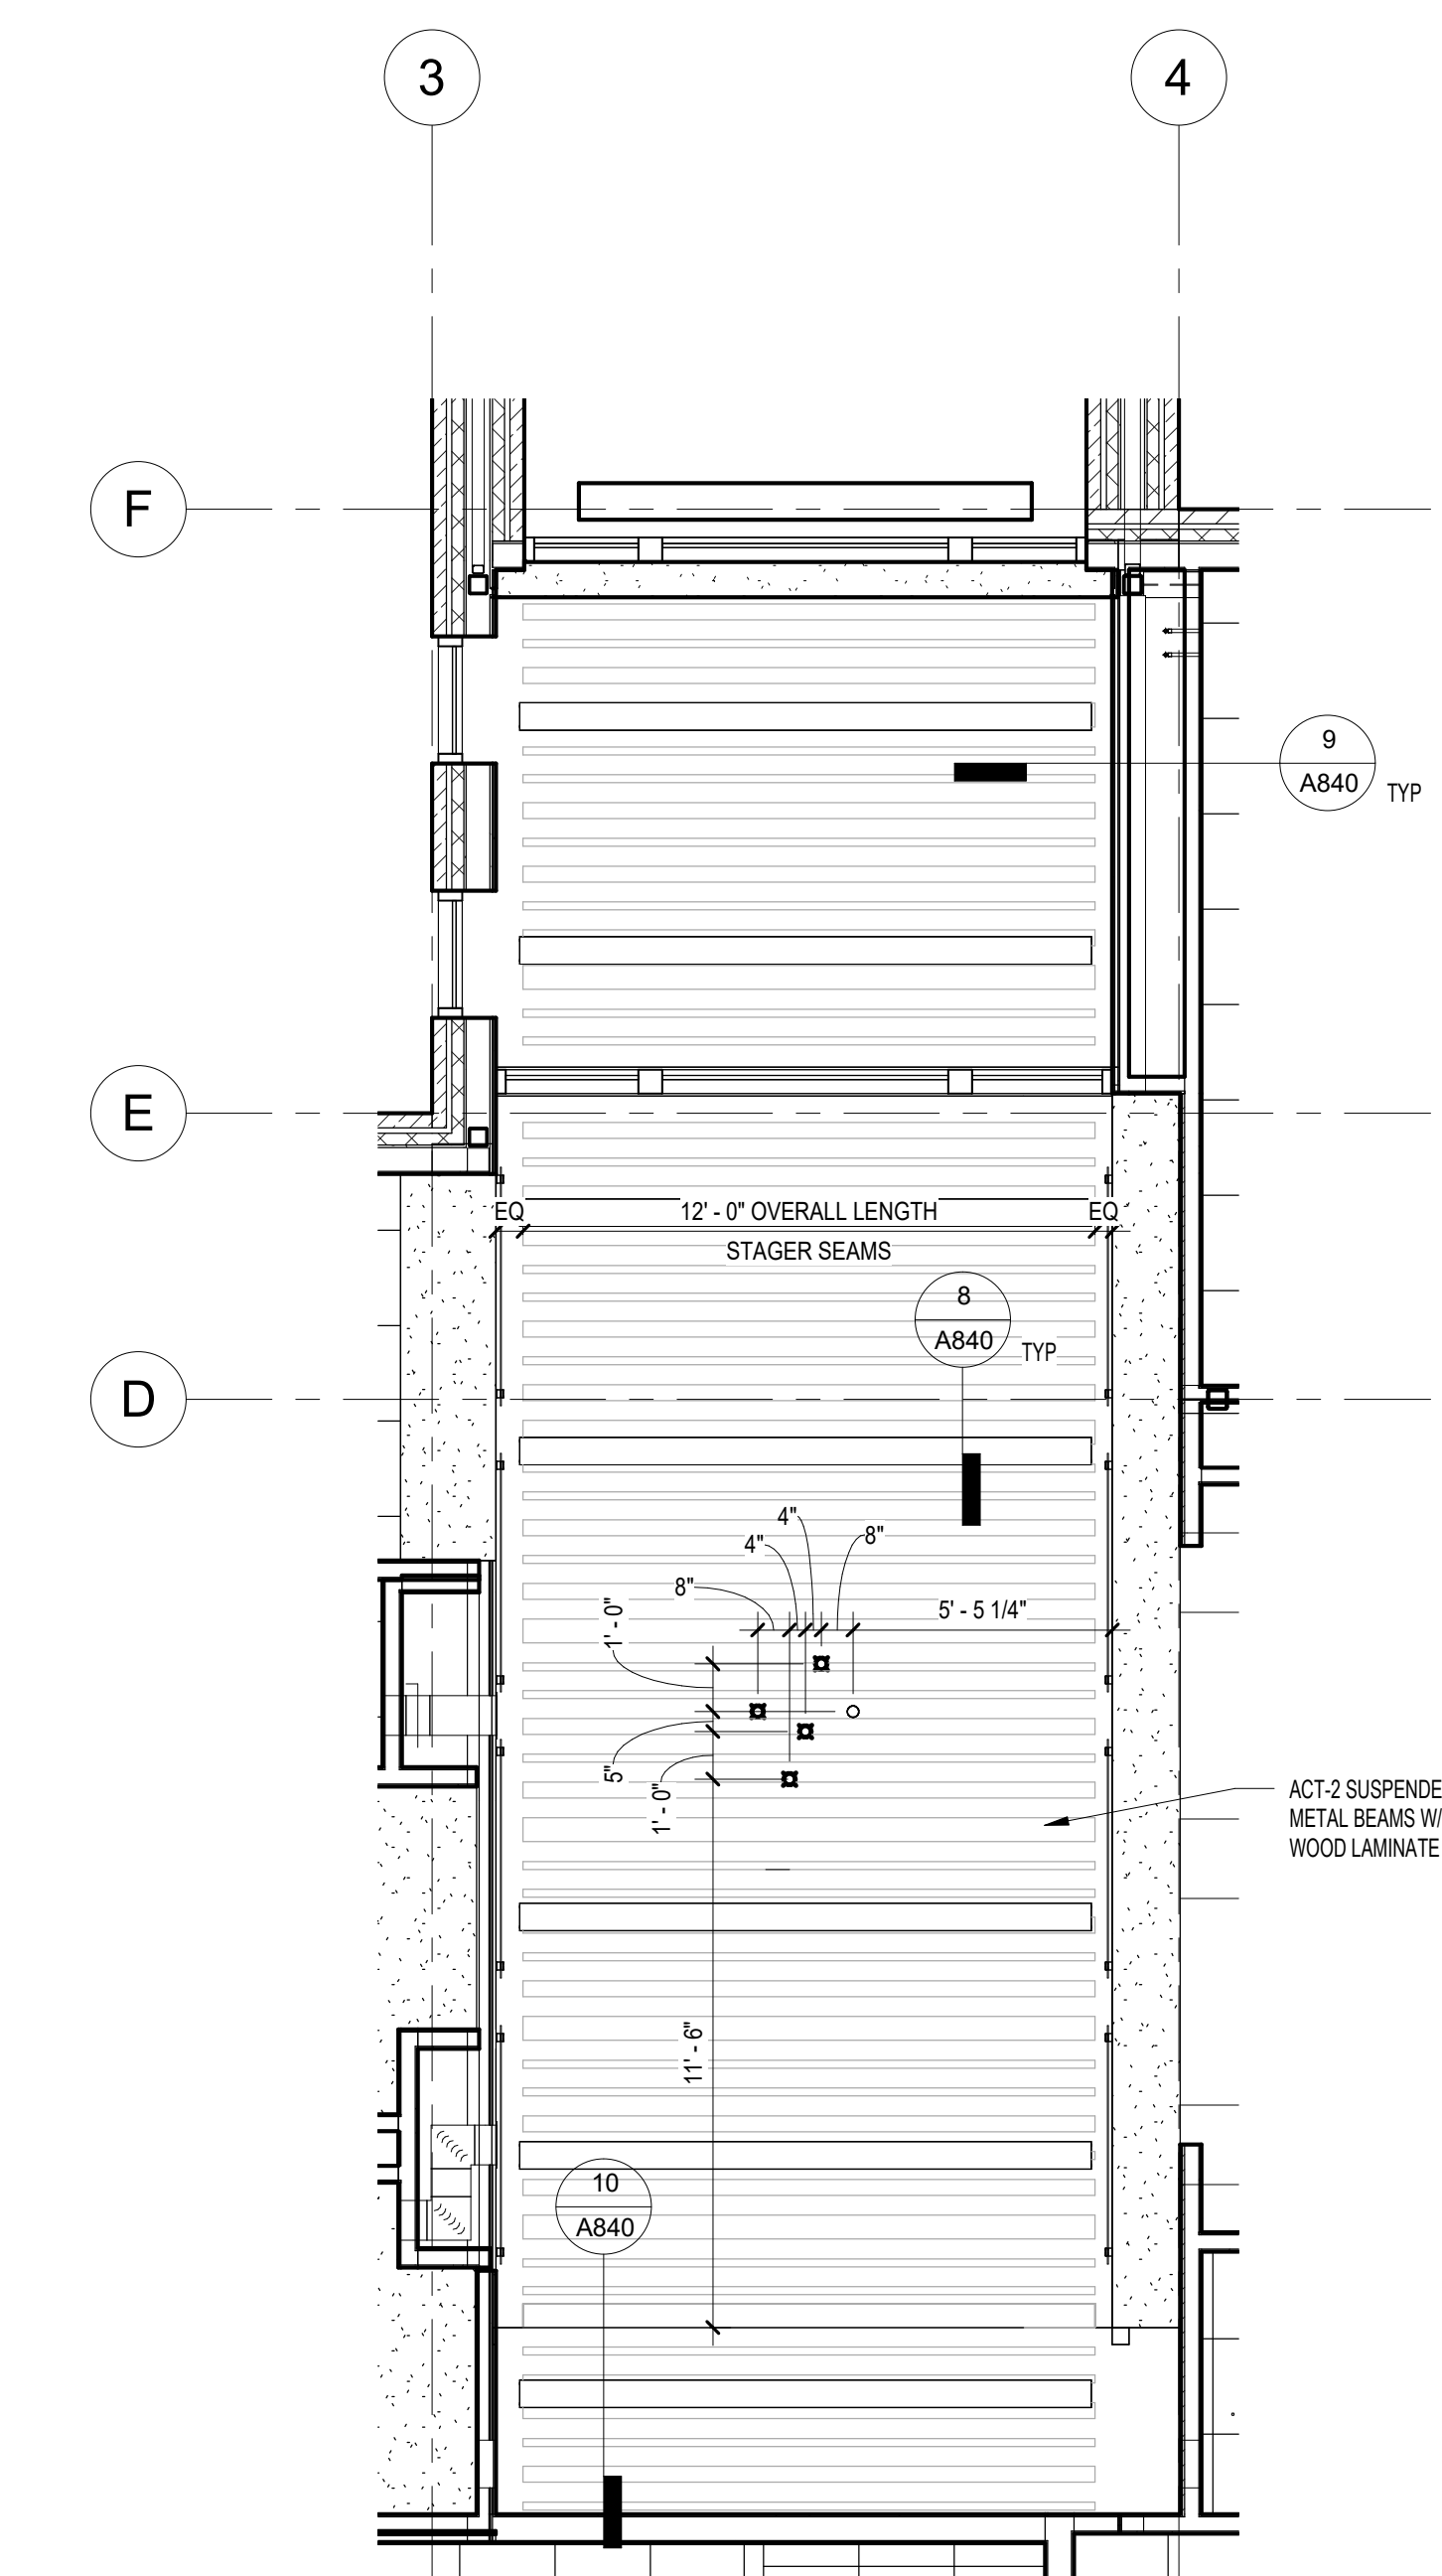 3
4
F
9
A840
TYP
E
EQ
12' - 0" OVERALL LENGTH
EQ
STAGER SEAMS
8
A840
TYP
D
4"
4"
8"
8"
1' - 0"
5' - 5 1/4"
5"
1' - 0"
ACT-2 SUSPENDE
METAL BEAMS W/
WOOD LAMINATE
11' - 6"
10
A840